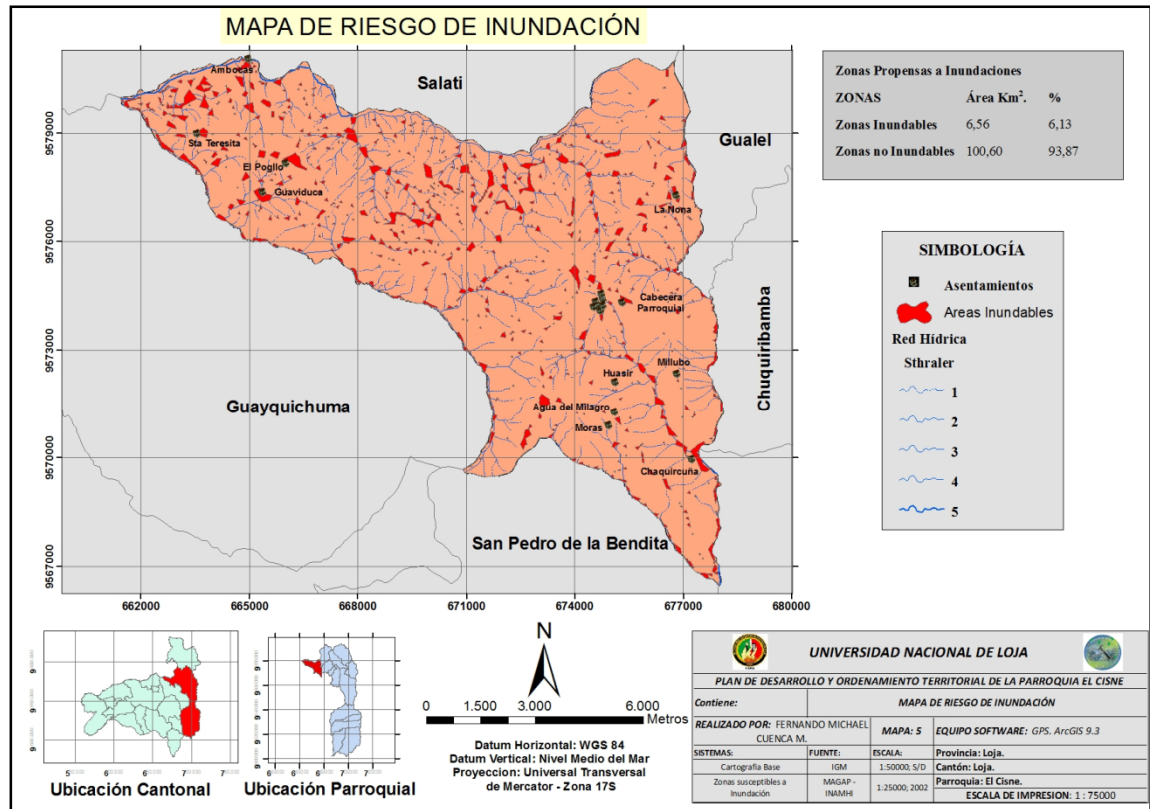 MAPA DE RIESGO DE INUNDACIÓN
Salati
Gualel
Chuquiribamba
Guayquichuma
San Pedro de la Bendita
Ambocas
Sta Teresita
El Pogllo
Guaviduca
La Nona
Cabecera
Parroquial
Millubo
Huasir
Agua del Milagro
Moras
Chaquircuña
9579000
9576000
9573000
9570000
9567000
662000 665000 668000 671000 674000 677000 680000
Zonas Propensas a Inundaciones
ZONAS Área Km². %
Zonas Inundables 6,56 6,13
Zonas no Inundables 100,60 93,87
SIMBOLOGÍA
Asentamientos
Areas Inundables
Red Hídrica
Sthraler
1
2
3
4
5
Ubicación Cantonal
Ubicación Parroquial
N
0 1.500 3.000 6.000
Metros
Datum Horizontal: WGS 84
Datum Vertical: Nivel Medio del Mar
Proyeccion: Universal Transversal
de Mercator - Zona 17S
UNIVERSIDAD NACIONAL DE LOJA
PLAN DE DESARROLLO Y ORDENAMIENTO TERRITORIAL DE LA PARROQUIA EL CISNE
Contiene: MAPA DE RIESGO DE INUNDACIÓN
REALIZADO POR: FERNANDO MICHAEL
CUENCA M.
MAPA: 5
EQUIPO SOFTWARE: GPS. ArcGIS 9.3
SISTEMAS: FUENTE: ESCALA: Provincia: Loja.
Cartografía Base IGM 1:50000; S/D Cantón: Loja.
Zonas susceptibles a
Inundación
MAGAP -
INAMHI
1:25000; 2002
Parroquia: El Cisne.
ESCALA DE IMPRESION: 1 : 75000